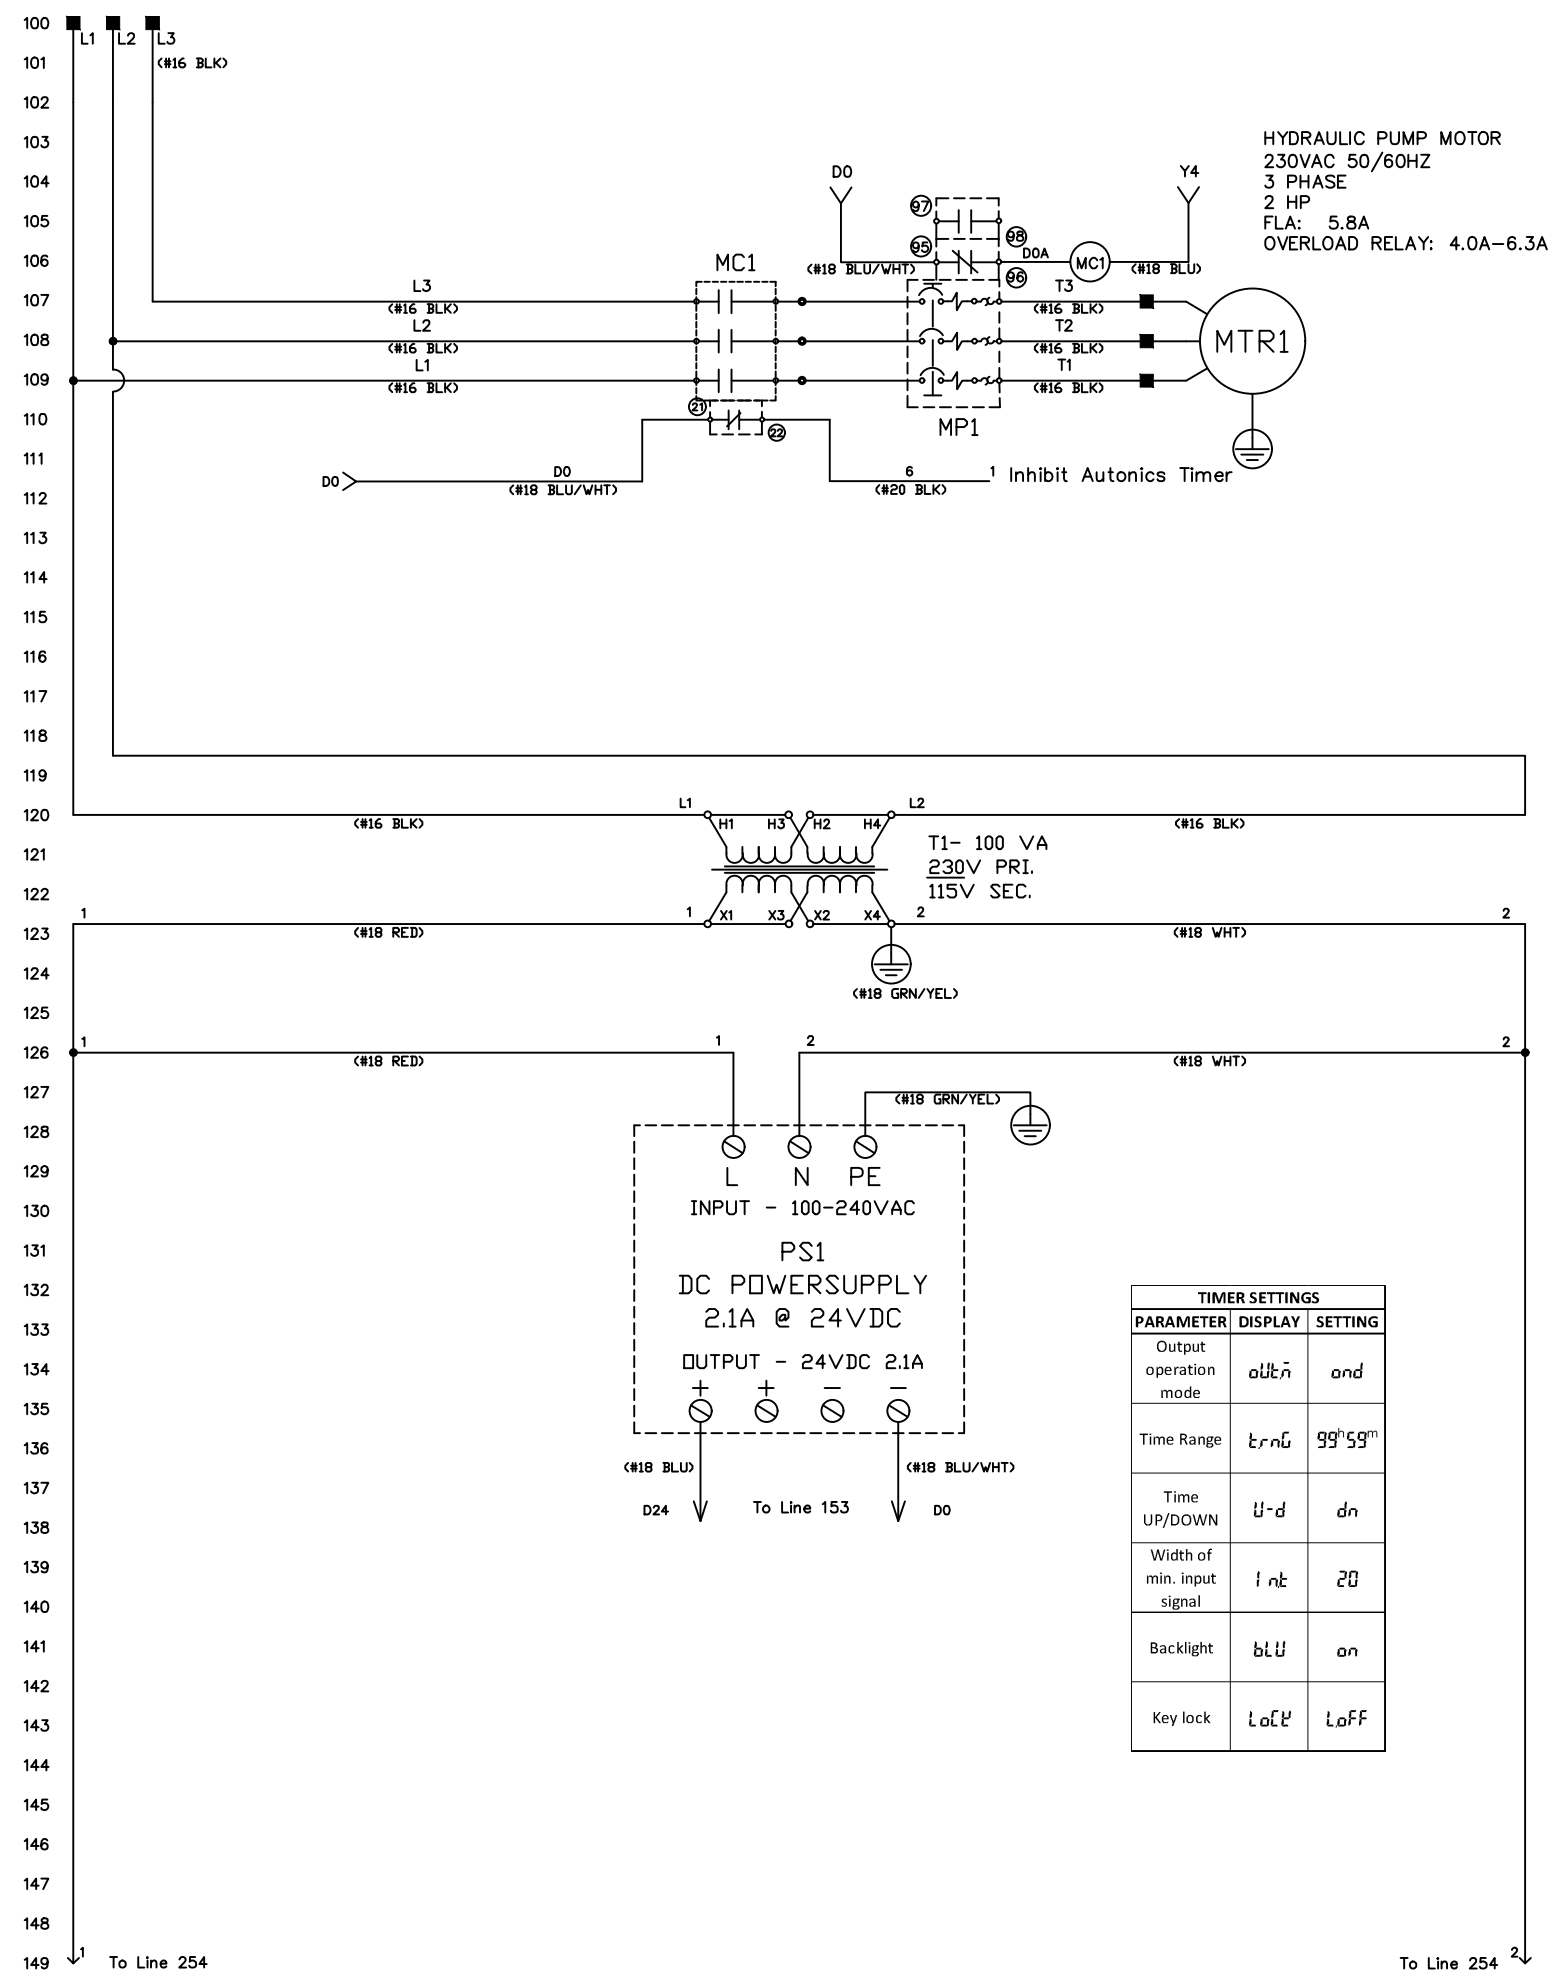 100 L1 L2 L3
101 (#16 BLK)
102
103 HYDRAULIC PUMP MOTOR
230VAC 50/60HZ
104 D0 Y4 3 PHASE
2 HP
105 97 98 FLA: 5.8A
95 OVERLOAD RELAY: 4.0A-6.3A
106 MC1 (#18 BLU/WHT) 96 D0A MC1 (#18 BLU)
L3 T3
107 (#16 BLK) (#16 BLK)
L2 T2
108 (#16 BLK) (#16 BLK) MTR1
L1 T1
109 (#16 BLK) (#16 BLK)
21
110 22 MP1
111 D0 D0 6 1 Inhibit Autonics Timer
(#18 BLU/WHT) (#20 BLK)
112
113
114
115
116
117
118
119
120 L1 L2
(#16 BLK) H1 H3 H2 H4 (#16 BLK)
121 T1- 100 VA
230V PRI.
122 115V SEC.
1 1 X1 X3 X2 X4 2 2
123 (#18 RED) (#18 WHT)
124
(#18 GRN/YEL)
125
1 1 2 2
126 (#18 RED) (#18 WHT)
127 (#18 GRN/YEL)
128
129 L N PE
130 INPUT - 100-240VAC
131 PS1
132 DC POWERSUPPLY
133 2.1A @ 24VDC
134 OUTPUT - 24VDC 2.1A
+ + - -
135
136
(#18 BLU) (#18 BLU/WHT)
137
D24 To Line 153 D0
138
139
140
141
142
143
144
145
146
147
148
149 1 To Line 254 To Line 254 2
TIMER SETTINGS
PARAMETER DISPLAY SETTING
Output
operation oUt.m ond
mode
Time Range trnG 99h59m
Time
UP/DOWN U-d dn
Width of
min. input Int 20
signal
Backlight bLU on
Key lock LoCK L.oFF